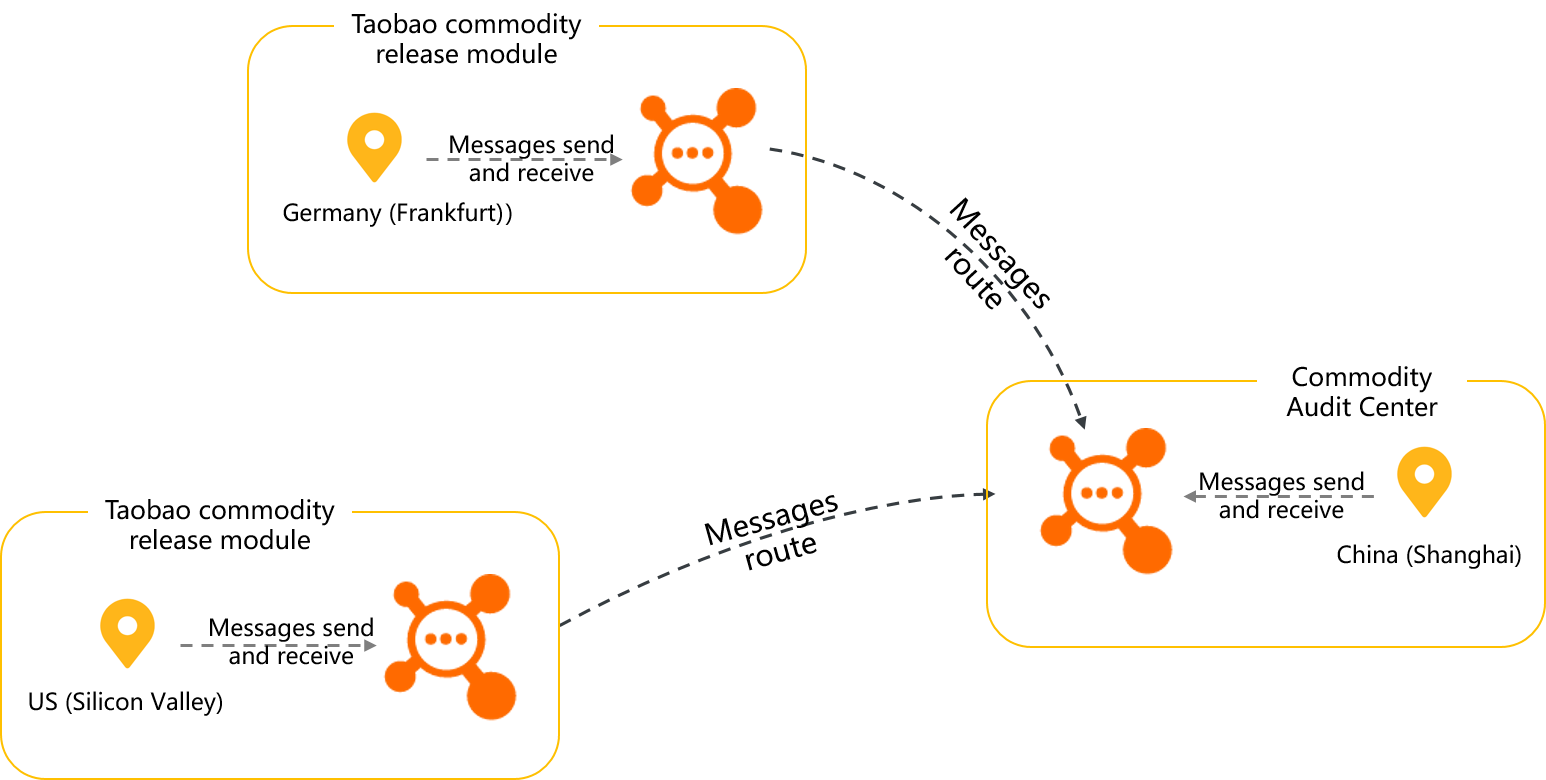 Taobao commodity
release module
Messages send
and receive
Germany (Frankfurt))
Messages
route
Commodity
Audit Center
Messages send
and receive
China (Shanghai)
Messages
route
Taobao commodity
release module
Messages send
and receive
US (Silicon Valley)